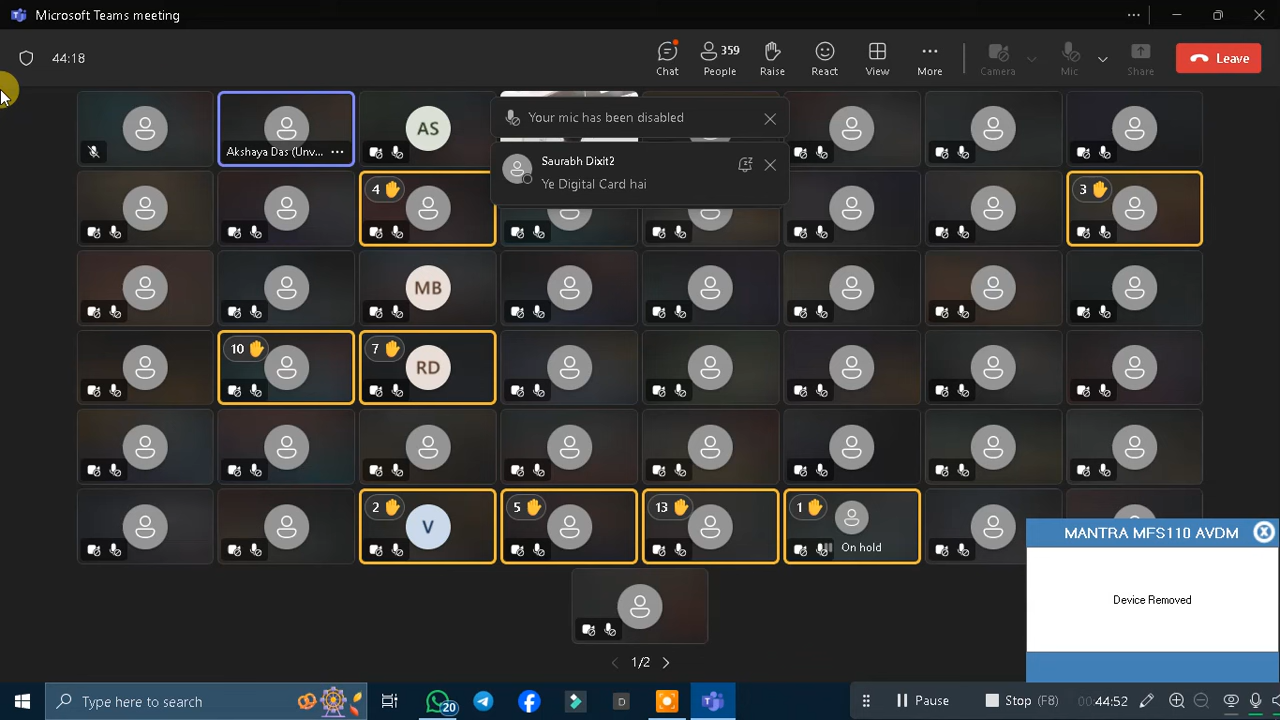 Microsoft Teams meeting
44:18
Chat
359
People
Raise
React
View
More
Camera
Mic
Share
Leave
Akshaya Das (Unv...
AS
Your mic has been disabled
Saurabh Dixit2
Ye Digital Card hai
4
3
MB
10
7
RD
2
V
5
13
1
On hold
MANTRA MFS110 AVDM
Device Removed
1/2
Type here to search
20
D
Pause
Stop (F8)
00:44:52